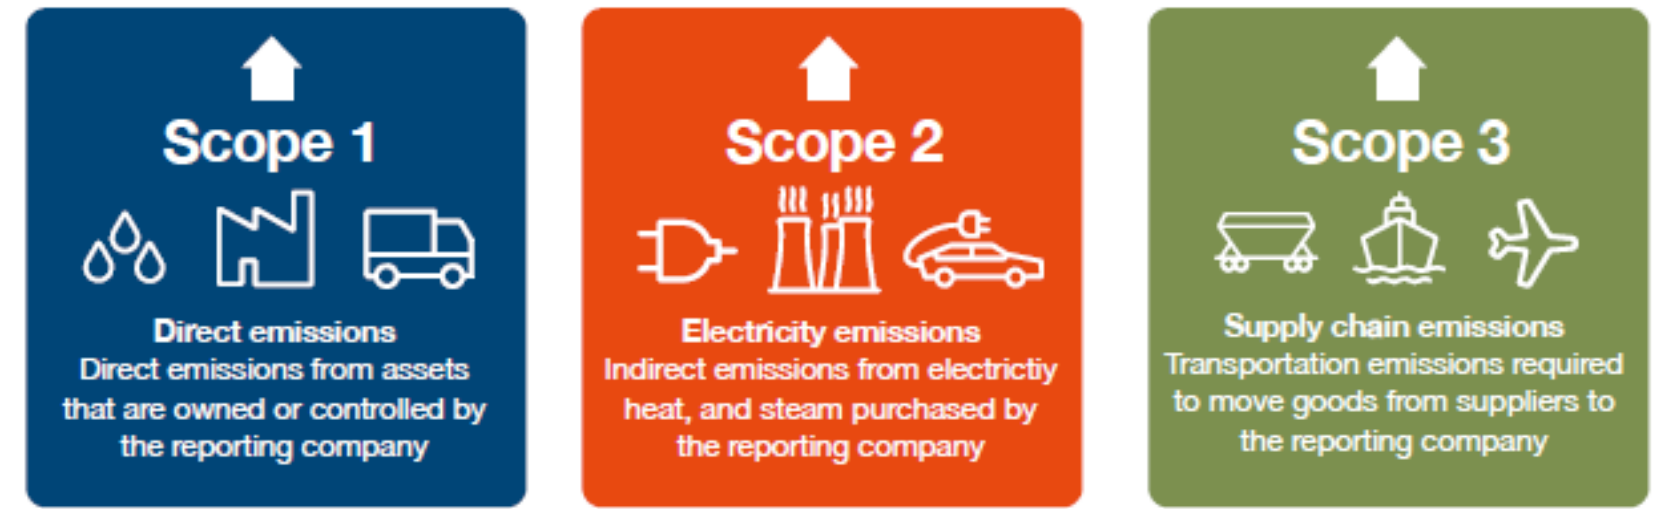 Scope 1
Direct emissions
Direct emissions from assets
that are owned or controlled by
the reporting company
Scope 2
Electricity emissions
Indirect emissions from electrictiy
heat, and steam purchased by
the reporting company
Scope 3
Supply chain emissions
Transportation emissions required
to move goods from suppliers to
the reporting company